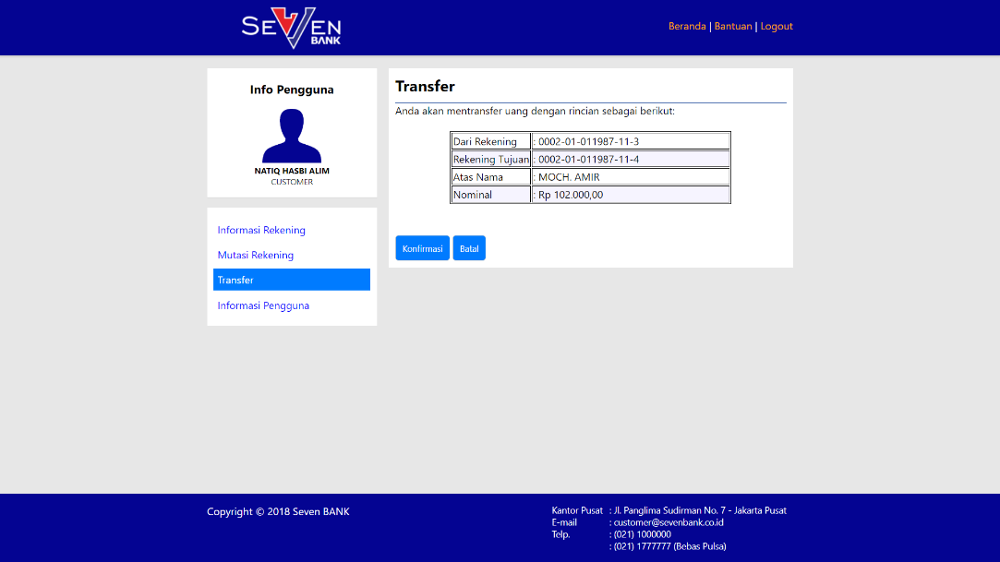 SEVEN
BANK
Beranda | Bantuan | Logout
Info Pengguna
NATIQ HASBI ALIM
CUSTOMER
Informasi Rekening
Mutasi Rekening
Transfer
Informasi Pengguna
Transfer
Anda akan mentransfer uang dengan rincian sebagai berikut:
Dari Rekening : 0002-01-011987-11-3
Rekening Tujuan : 0002-01-011987-11-4
Atas Nama : MOCH. AMIR
Nominal : Rp 102.000,00
Konfirmasi Batal
Copyright © 2018 Seven BANK
Kantor Pusat : Jl. Panglima Sudirman No. 7 - Jakarta Pusat
E-mail : customer@sevenbank.co.id
Telp. : (021) 1000000
: (021) 1777777 (Bebas Pulsa)